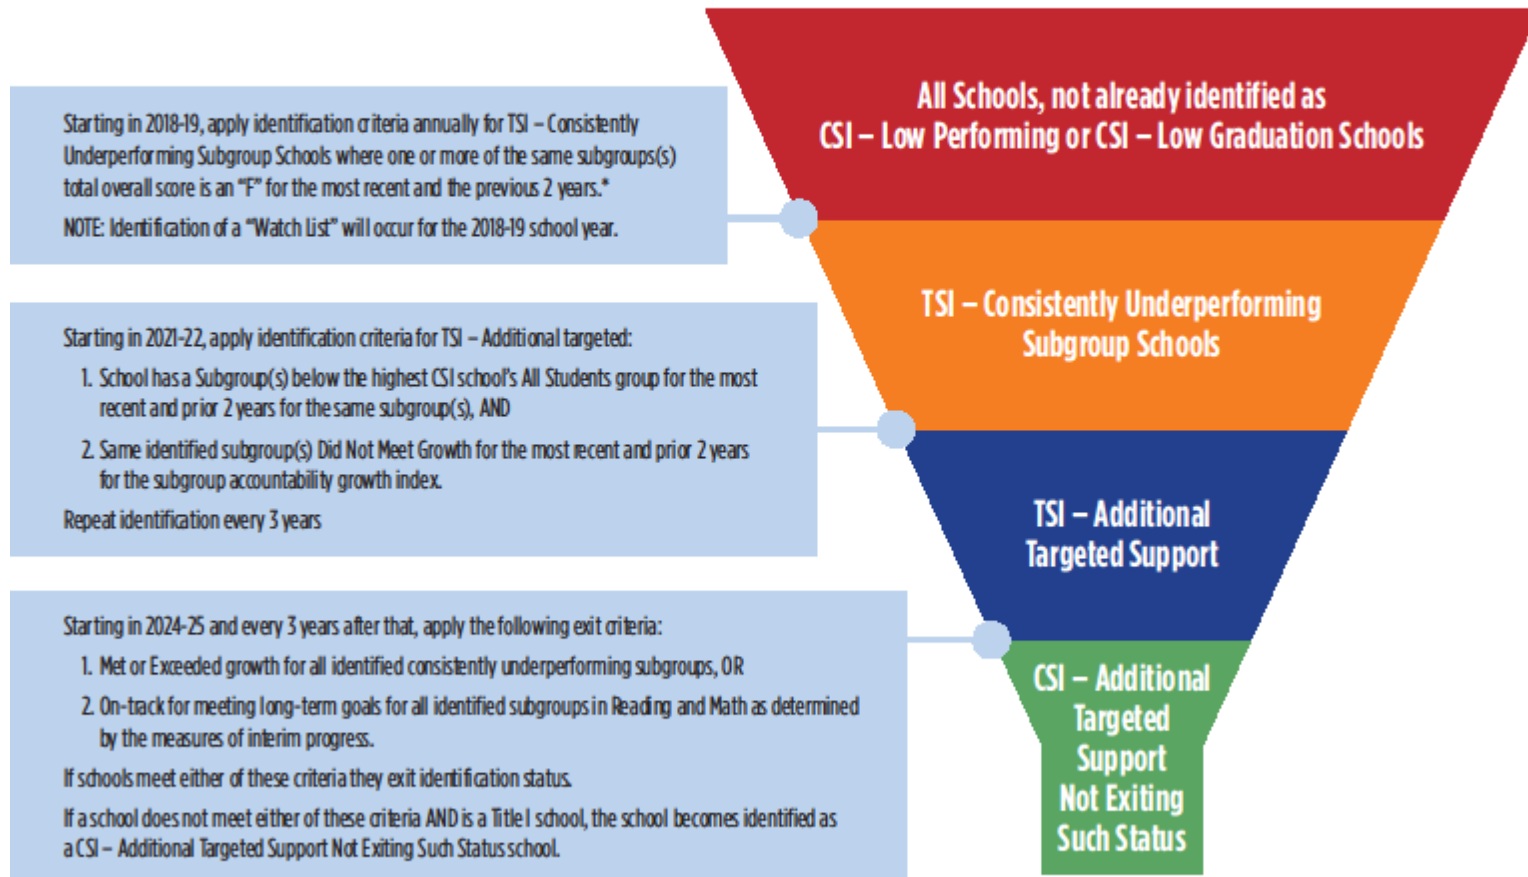 All Schools, not already identified as
CSI – Low Performing or CSI – Low Graduation Schools
Starting in 2018-19, apply identification criteria annually for TSI – Consistently
Underperforming Subgroup Schools where one or more of the same subgroups(s)
total overall score is an “F” for the most recent and the previous 2 years.*
NOTE: Identification of a “Watch List” will occur for the 2018-19 school year.
TSI – Consistently Underperforming
Subgroup Schools
Starting in 2021-22, apply identification criteria for TSI – Additional targeted:
1. School has a Subgroup(s) below the highest CSI school’s All Students group for the most
recent and prior 2 years for the same subgroup(s), AND
2. Same identified subgroup(s) Did Not Meet Growth for the most recent and prior 2 years
for the subgroup accountability growth index.
Repeat identification every 3 years
TSI – Additional
Targeted Support
Starting in 2024-25 and every 3 years after that, apply the following exit criteria:
1. Met or Exceeded growth for all identified consistently underperforming subgroups, OR
2. On-track for meeting long-term goals for all identified subgroups in Reading and Math as determined
by the measures of interim progress.
If schools meet either of these criteria they exit identification status.
If a school does not meet either of these criteria AND is a Title I school, the school becomes identified as
a CSI – Additional Targeted Support Not Exiting Such Status school.
CSI – Additional
Targeted
Support
Not Exiting
Such Status